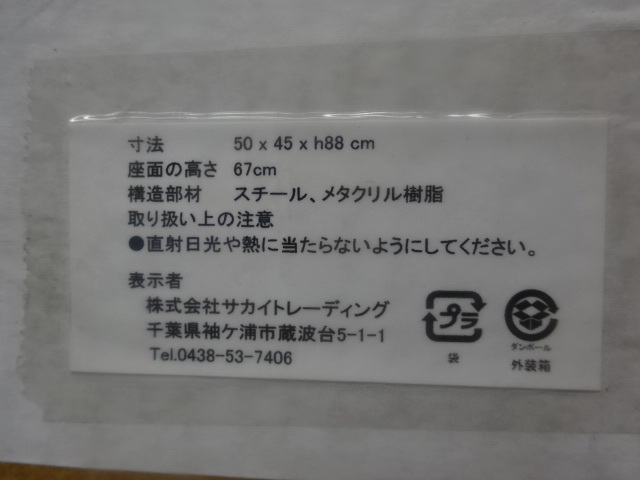 寸法 50 x 45 x h88 cm
座面の高さ 67cm
構造部材 スチール、メタクリル樹脂
取り扱い上の注意
●直射日光や熱に当たらないようにしてください。
表示者
株式会社サカイトレーディング
千葉県袖ケ浦市蔵波台5-1-1
Tel.0438-53-7406
プラ
袋
ダンボール
外装箱